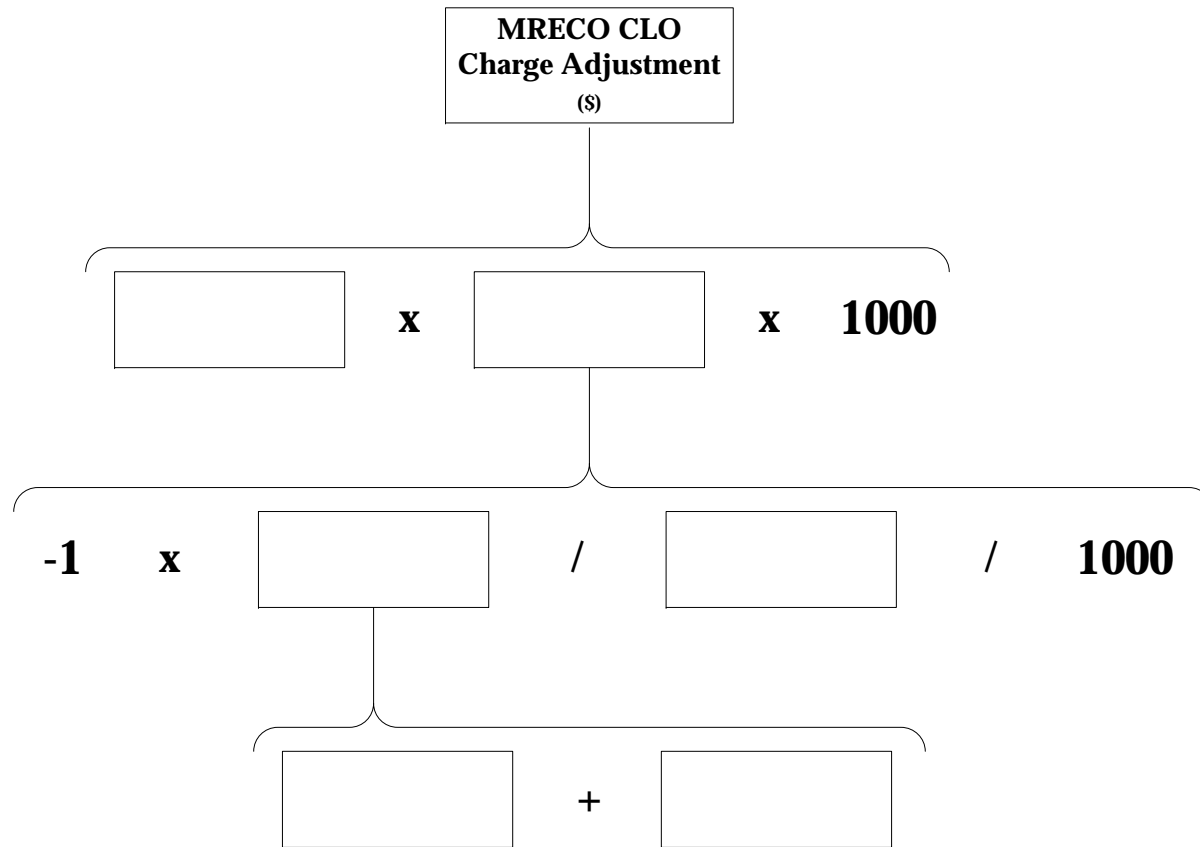 MRECO CLO
Charge Adjustment
($)
x x 1000
-1 x / / 1000
+